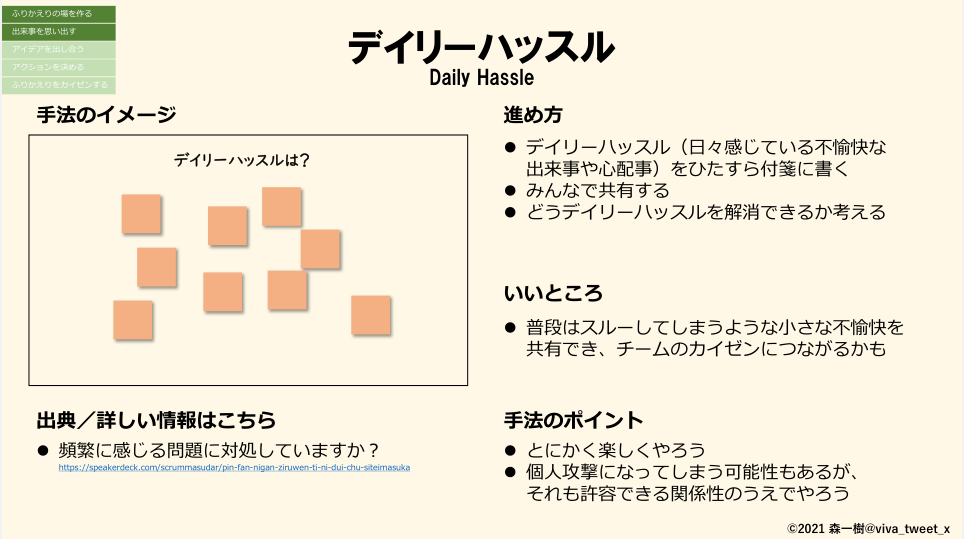 ふりかえりの場を作る
出来事を思い出す
アイデアを出し合う
アクションを決める
ふりかえりをカイゼンする
デイリーハッスル
Daily Hassle
手法のイメージ
デイリーハッスルは？
出典／詳しい情報はこちら
● 頻繁に感じる問題に対処していますか？
https://speakerdeck.com/scrummasudar/pin-fan-nigan-ziruwen-ti-ni-dui-chu-siteimasuka
進め方
● デイリーハッスル（日々感じている不愉快な
出来事や心配事）をひたすら付箋に書く
● みんなで共有する
● どうデイリーハッスルを解消できるか考える
いいところ
● 普段はスルーしてしまうような小さな不愉快を
共有でき、チームのカイゼンにつながるかも
手法のポイント
● とにかく楽しくやろう
● 個人攻撃になってしまう可能性もあるが、
それも許容できる関係性のうえでやろう
©2021 森一樹@viva_tweet_x